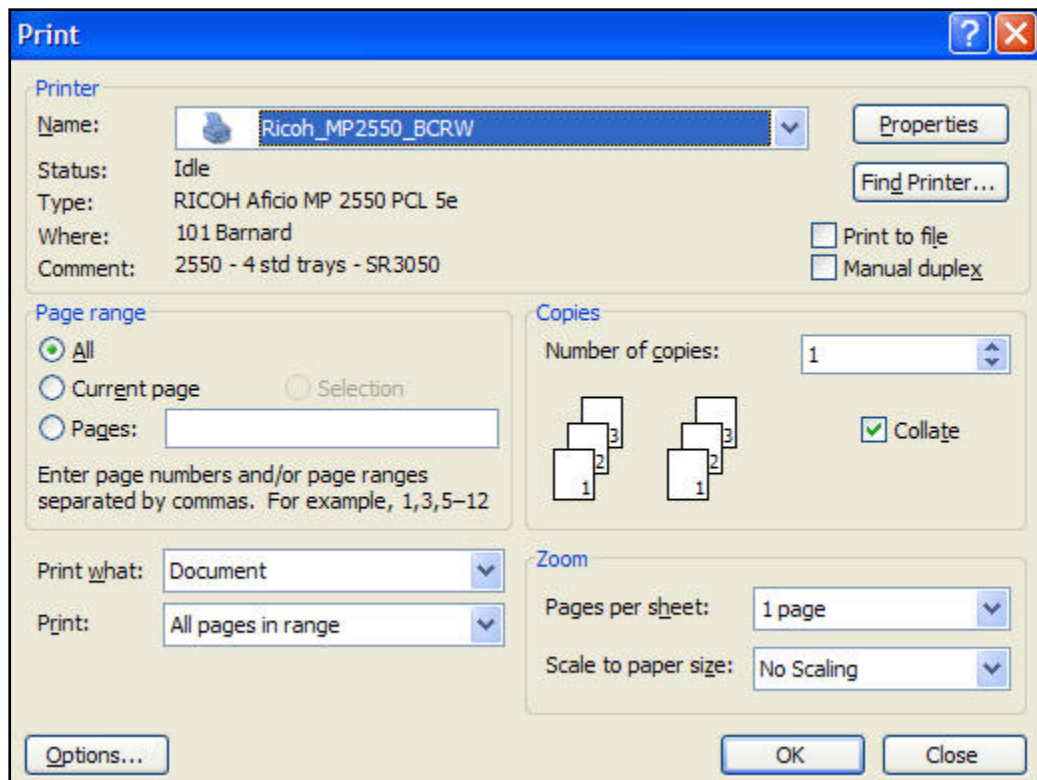 Print
Printer
Name: Ricoh_MP2550_BCRW Properties
Status: Idle
Find Printer...
Type: RICOH Aficio MP 2550 PCL 5e
Where: 101 Barnard
Print to file
Comment: 2550 - 4 std trays - SR3050
Manual duplex
Page range
All
Current page Selection
Pages:
Enter page numbers and/or page ranges
separated by commas. For example, 1,3,5–12
Copies
Number of copies: 1
3 3
2 2
1 1
Collate
Print what: Document
Print: All pages in range
Zoom
Pages per sheet: 1 page
Scale to paper size: No Scaling
Options... OK Close